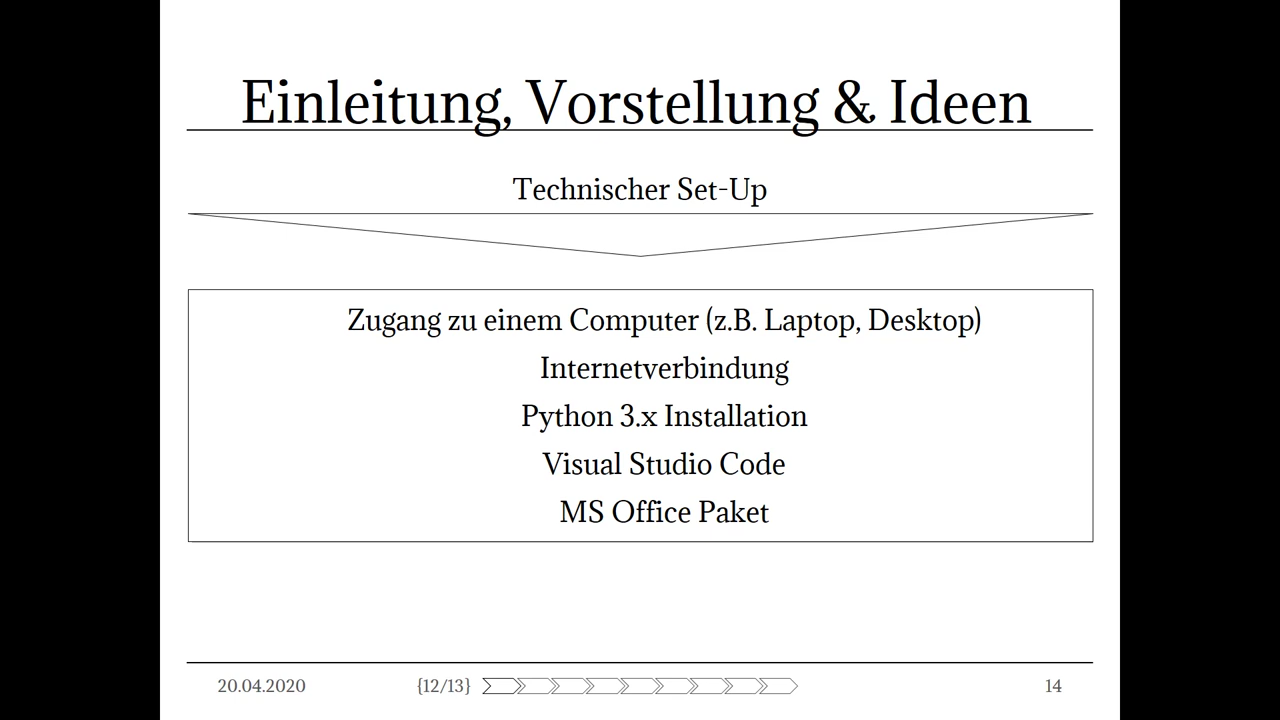 Einleitung, Vorstellung & Ideen
Technischer Set-Up
Zugang zu einem Computer (z.B. Laptop, Desktop)
Internetverbindung
Python 3.x Installation
Visual Studio Code
MS Office Paket
20.04.2020 {12/13} 14